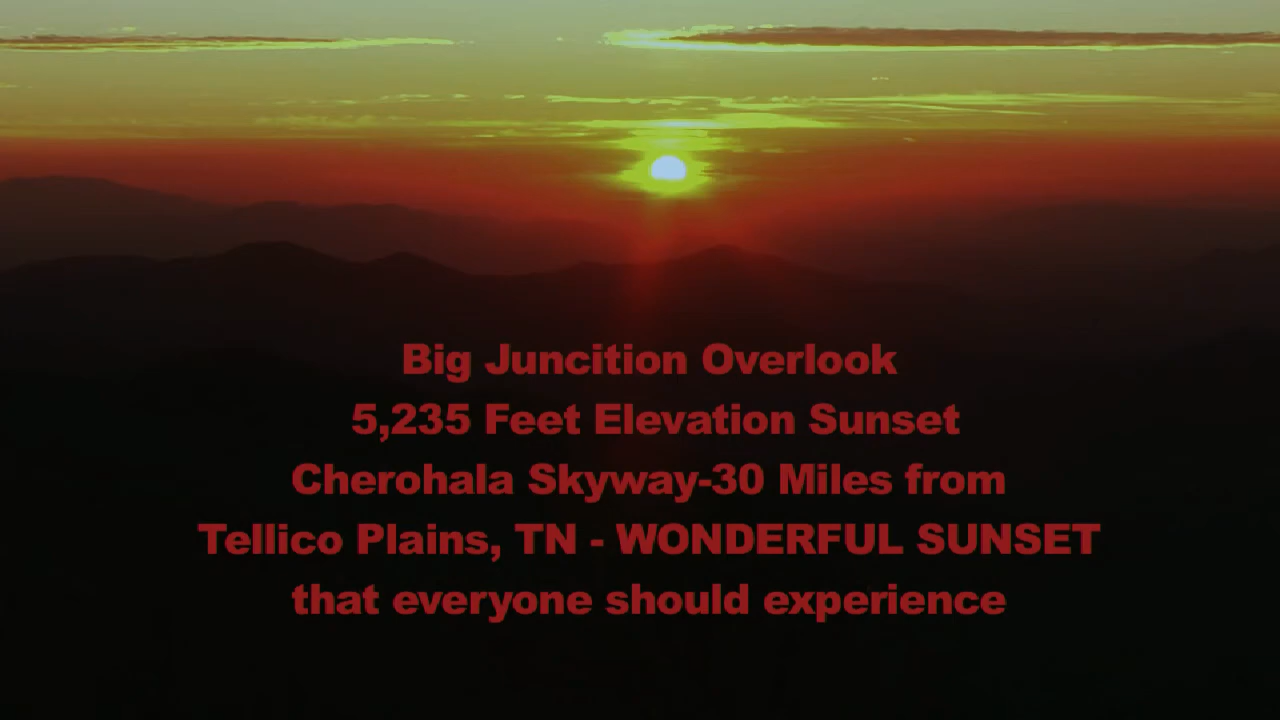 Big Juncition Overlook
5,235 Feet Elevation Sunset
Cherohala Skyway-30 Miles from
Tellico Plains, TN - WONDERFUL SUNSET
that everyone should experience